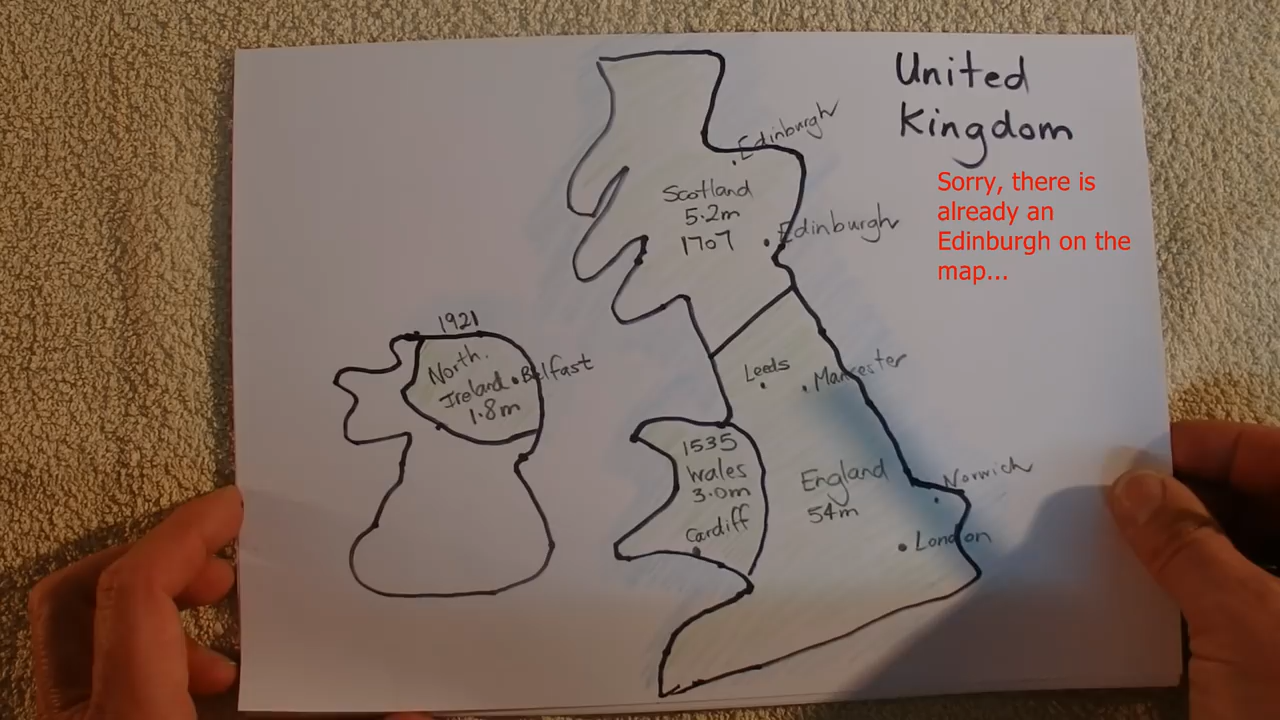 United
Kingdom
Sorry, there is
already an
Edinburgh on the
map...
Edinburgh
Scotland
5.2m
1707
Edinburgh
1921
North.
Ireland
1.8m
Belfast
Leeds
Mancester
1535
Wales
3.0m
Cardiff
England
54m
Norwich
London